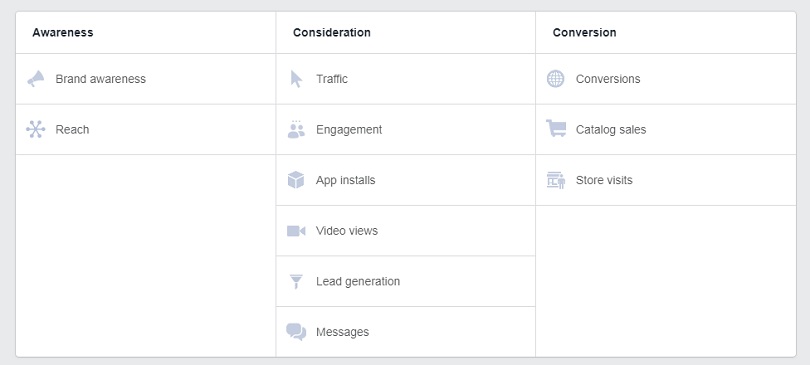 Awareness
Consideration
Conversion
Brand awareness
Traffic
Conversions
Reach
Engagement
Catalog sales
App installs
Store visits
Video views
Lead generation
Messages